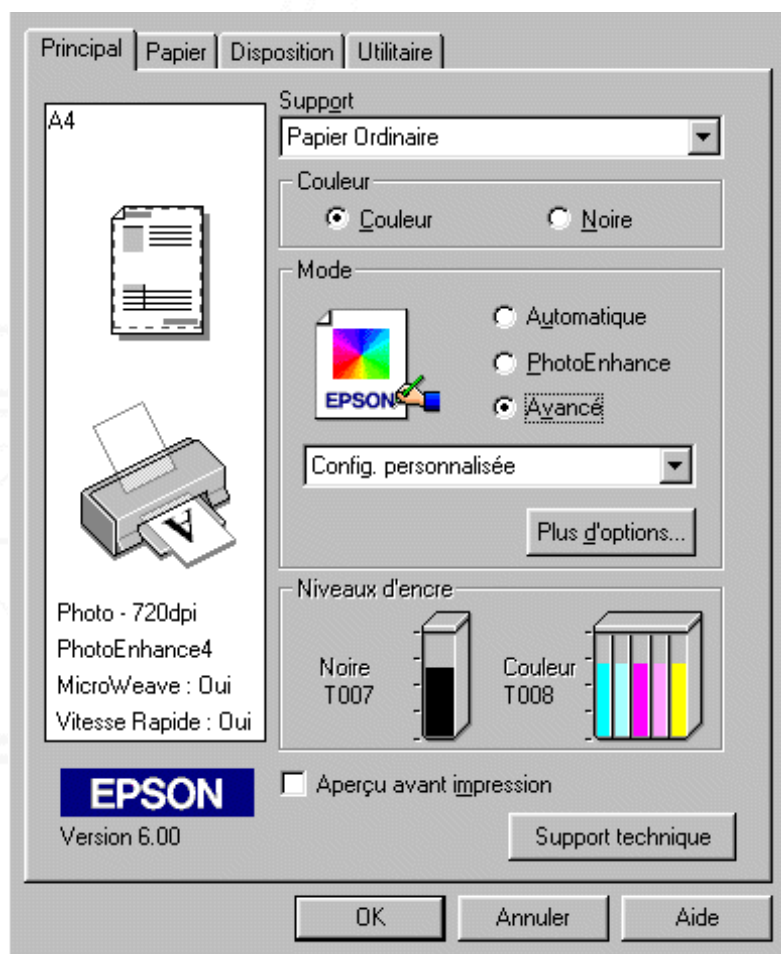 Principal
Papier
Disposition
Utilitaire
A4
Support
Papier Ordinaire
Couleur
Couleur
Noire
Mode
Automatique
PhotoEnhance
Avancé
EPSON
Config. personnalisée
Plus d'options...
A
Photo - 720dpi
PhotoEnhance4
MicroWeave : Oui
Vitesse Rapide : Oui
Niveaux d'encre
Noire
T007
Couleur
T008
EPSON
Version 6.00
Aperçu avant impression
Support technique
OK
Annuler
Aide